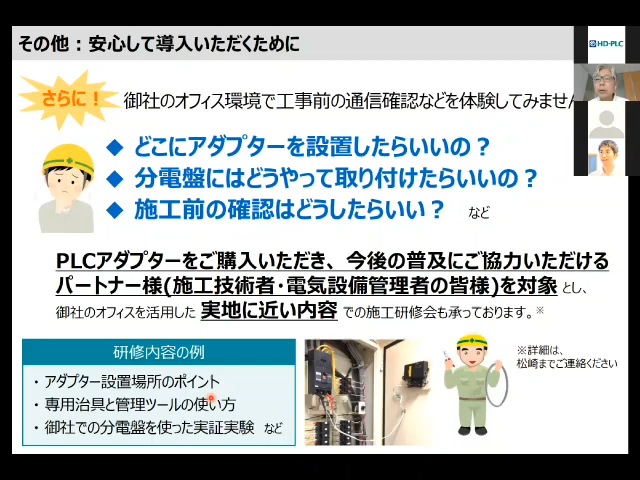 その他：安心して導入いただくために
HD-PLC
さらに！
御社のオフィス環境で工事前の通信確認などを体験してみません
◆ どこにアダプターを設置したらいいの？
◆ 分電盤にはどうやって取り付けたらいいの？
◆ 施工前の確認はどうしたらいい？ など
PLCアダプターをご購入いただき、今後の普及にご協力いただける
パートナー様(施工技術者・電気設備管理者の皆様)を対象 とし、
御社のオフィスを活用した 実地に近い内容 での施工研修会も承っております。※
研修内容の例
・アダプター設置場所のポイント
・専用治具と管理ツールの使い方
・御社での分電盤を使った実証実験 など
※詳細は、
松崎までご連絡ください